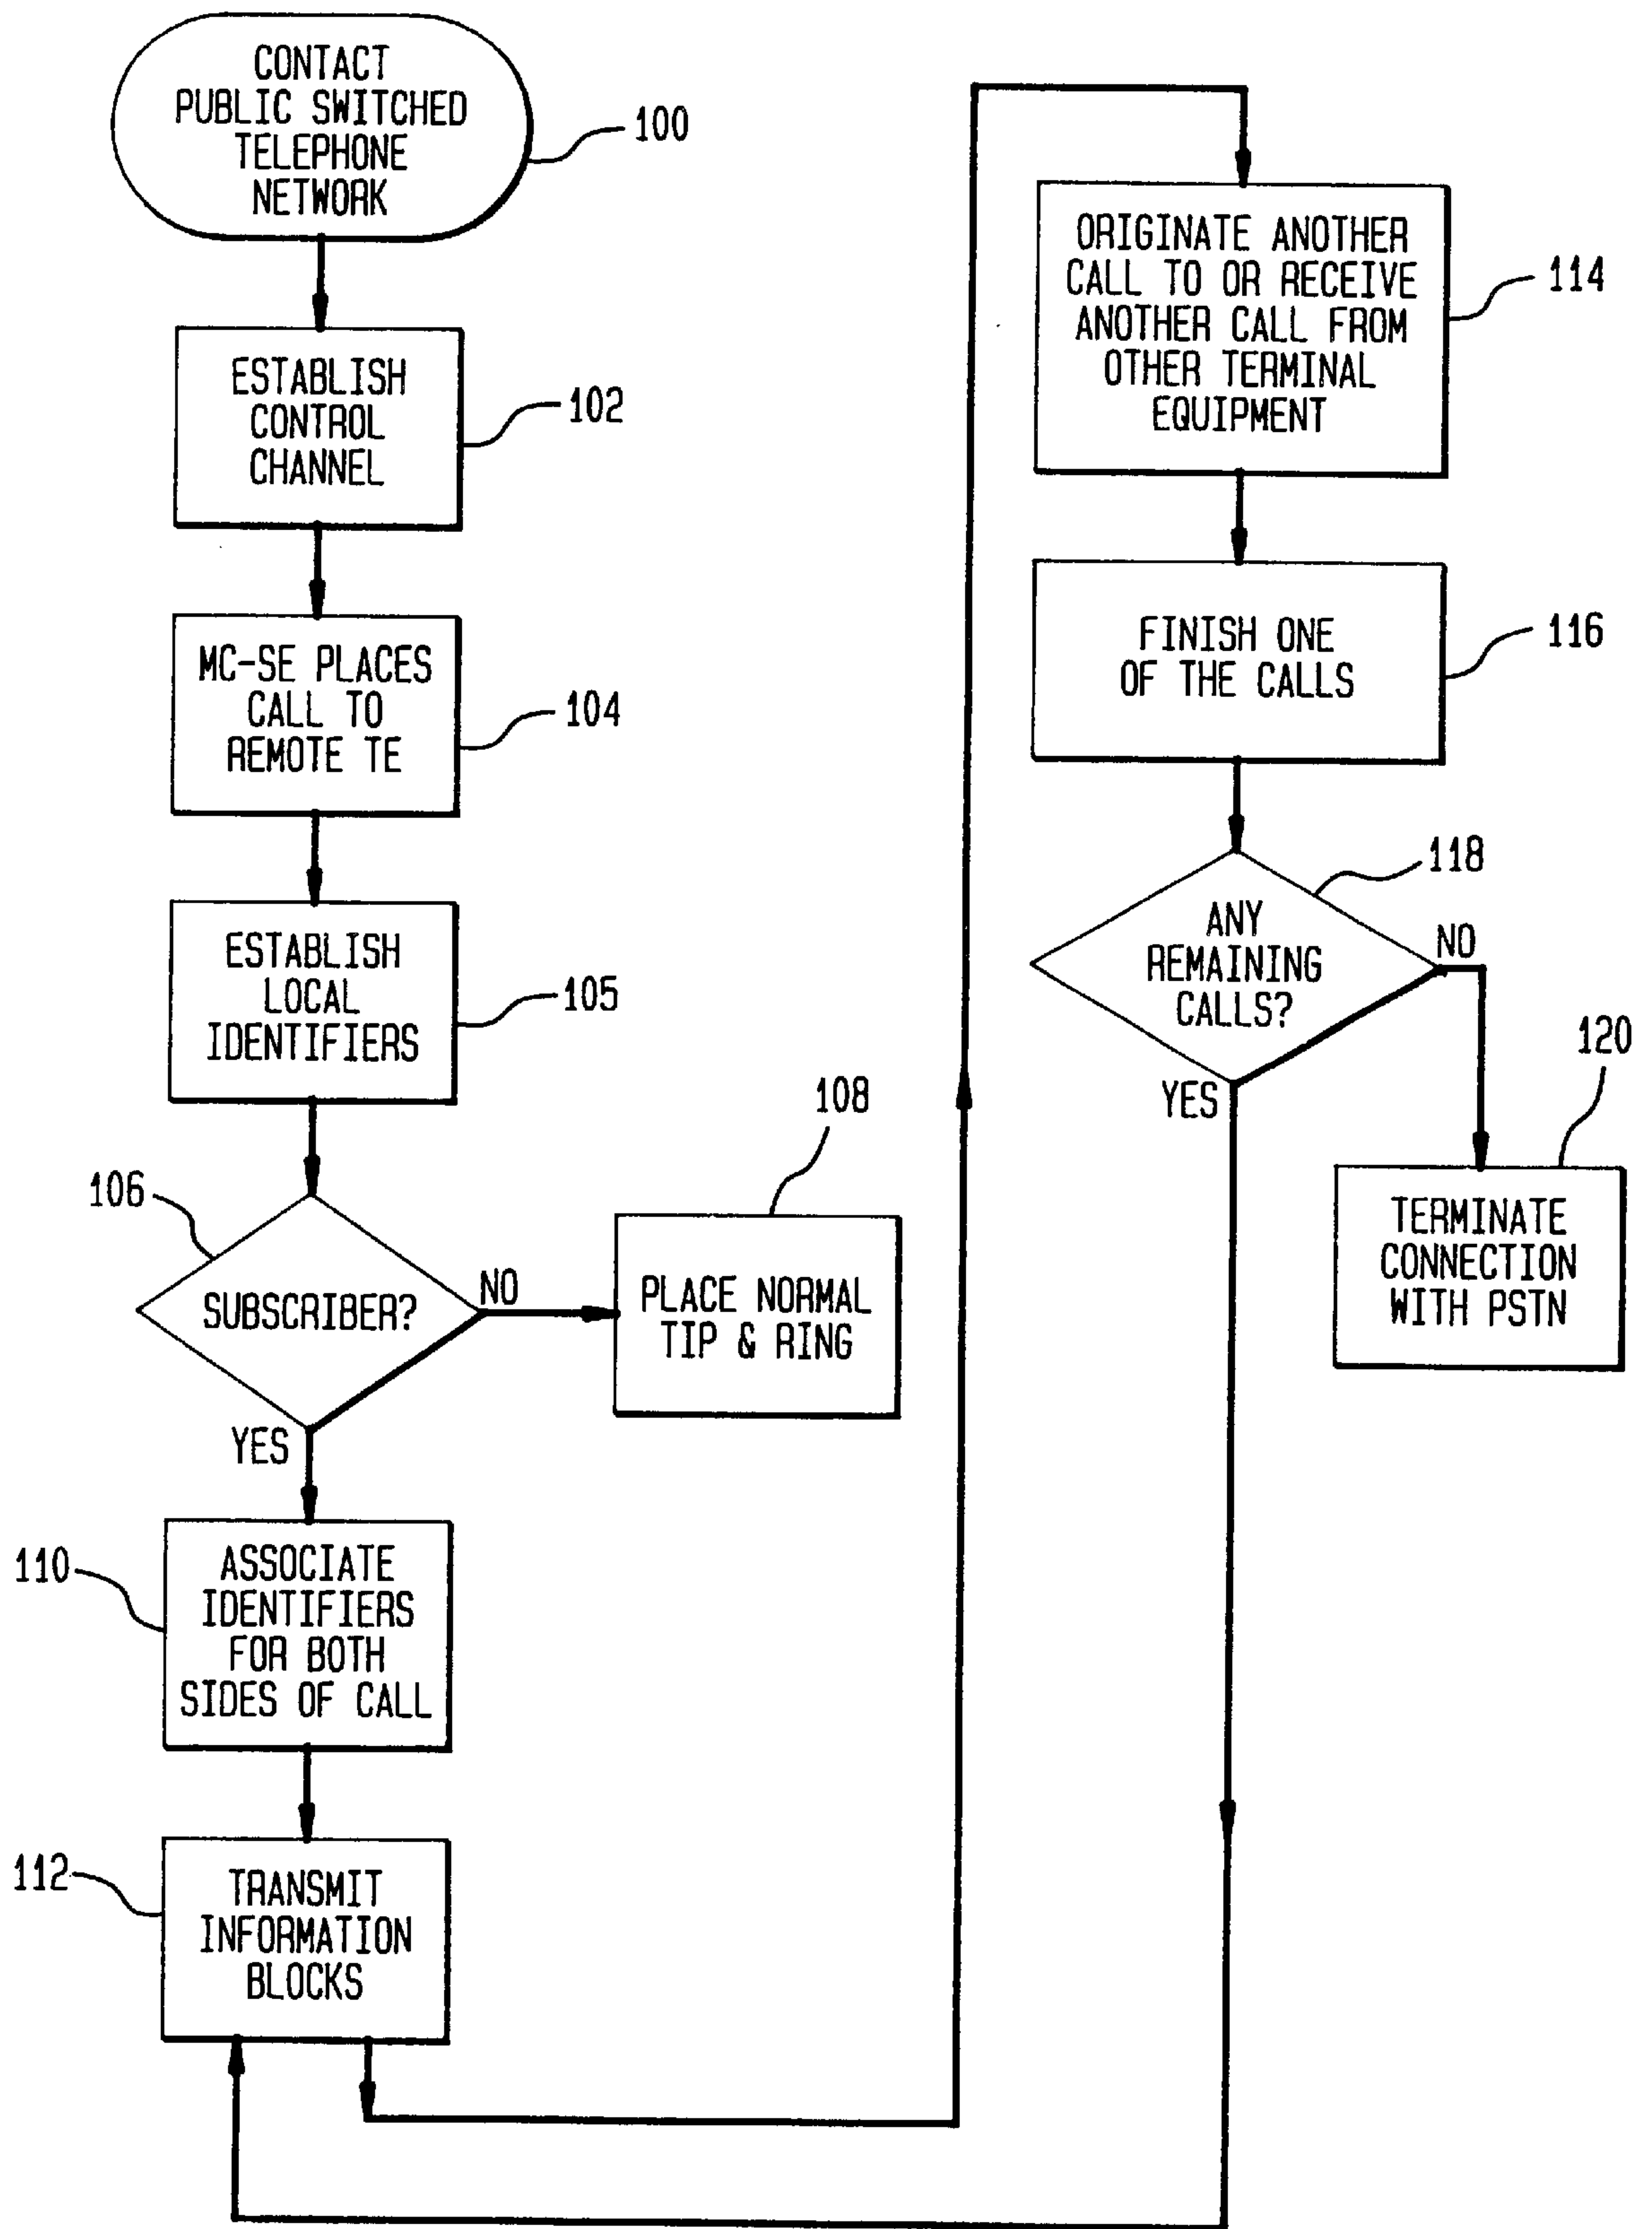 CONTACT
PUBLIC SWITCHED
TELEPHONE
NETWORK
100
ESTABLISH
CONTROL
CHANNEL
102
MC-SE PLACES
CALL TO
REMOTE TE
104
ESTABLISH
LOCAL
IDENTIFIERS
105
106
SUBSCRIBER?
NO
YES
108
PLACE NORMAL
TIP & RING
110
ASSOCIATE
IDENTIFIERS
FOR BOTH
SIDES OF CALL
112
TRANSMIT
INFORMATION
BLOCKS
ORIGINATE ANOTHER
CALL TO OR RECEIVE
ANOTHER CALL FROM
OTHER TERMINAL
EQUIPMENT
114
FINISH ONE
OF THE CALLS
116
118
ANY
REMAINING
CALLS?
NO
YES
120
TERMINATE
CONNECTION
WITH PSTN